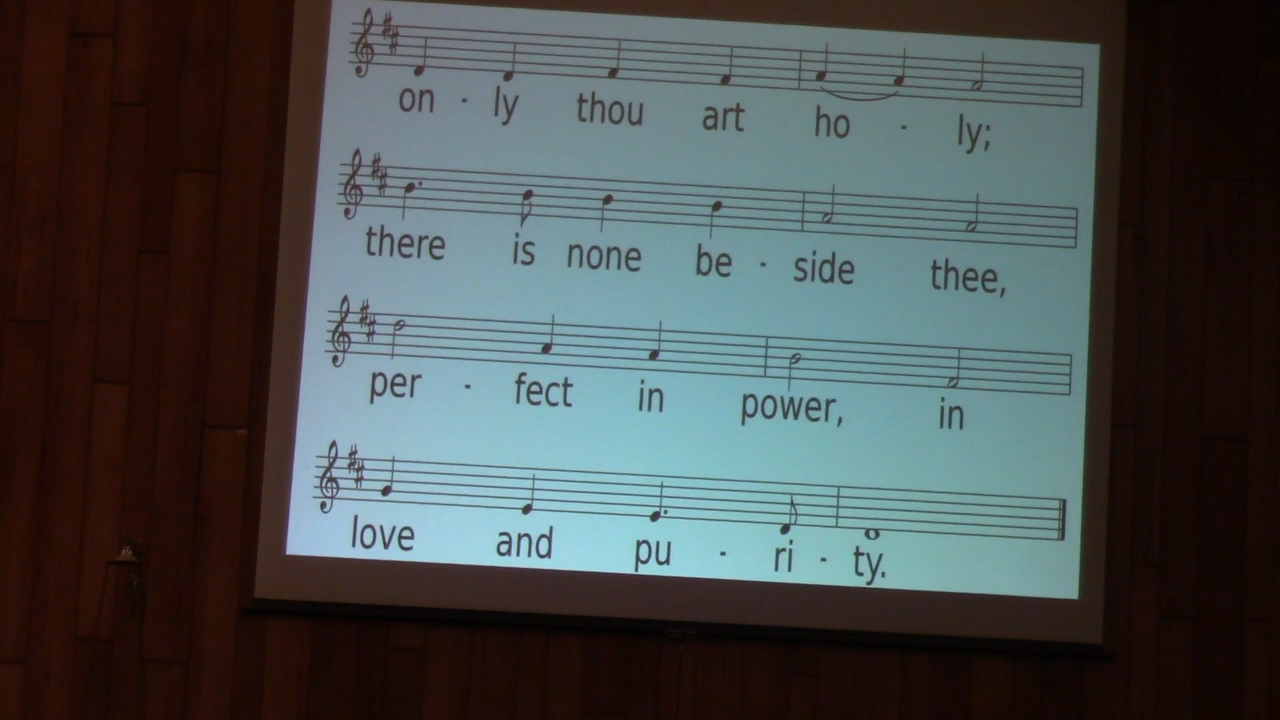 on - ly thou art ho - ly;
there is none be - side thee,
per - fect in power, in
love and pu - ri - ty.